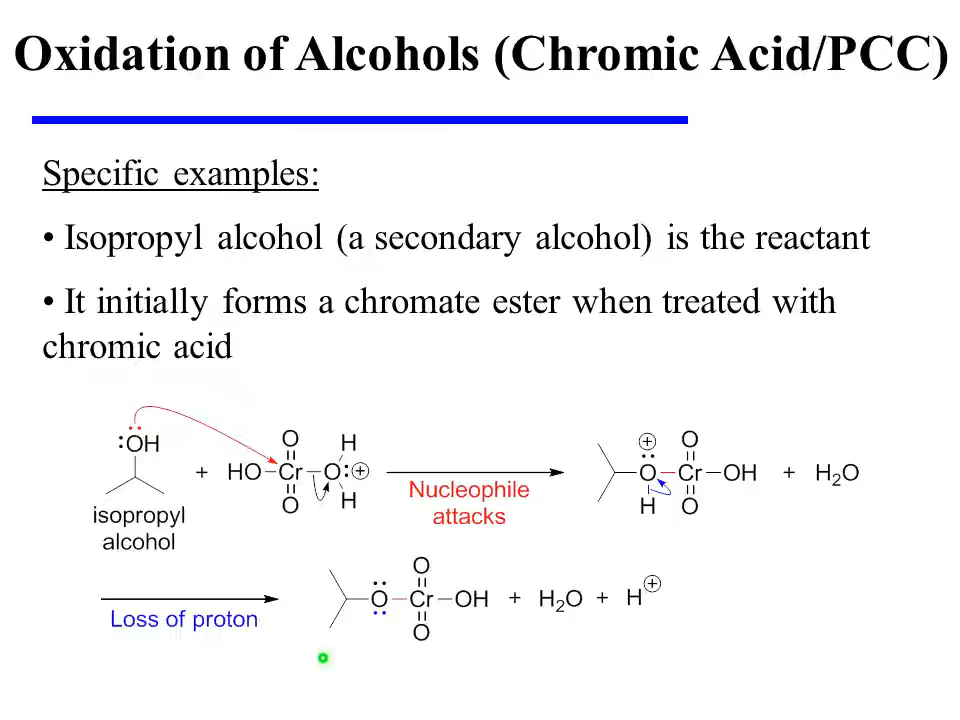 Oxidation of Alcohols (Chromic Acid/PCC)
Specific examples:
• Isopropyl alcohol (a secondary alcohol) is the reactant
• It initially forms a chromate ester when treated with
chromic acid
:OH + HO Cr O O O H H + Nucleophile attacks O + H Cr O O OH + H₂O
isopropyl
alcohol
Loss of proton O Cr O O OH + H₂O + H +